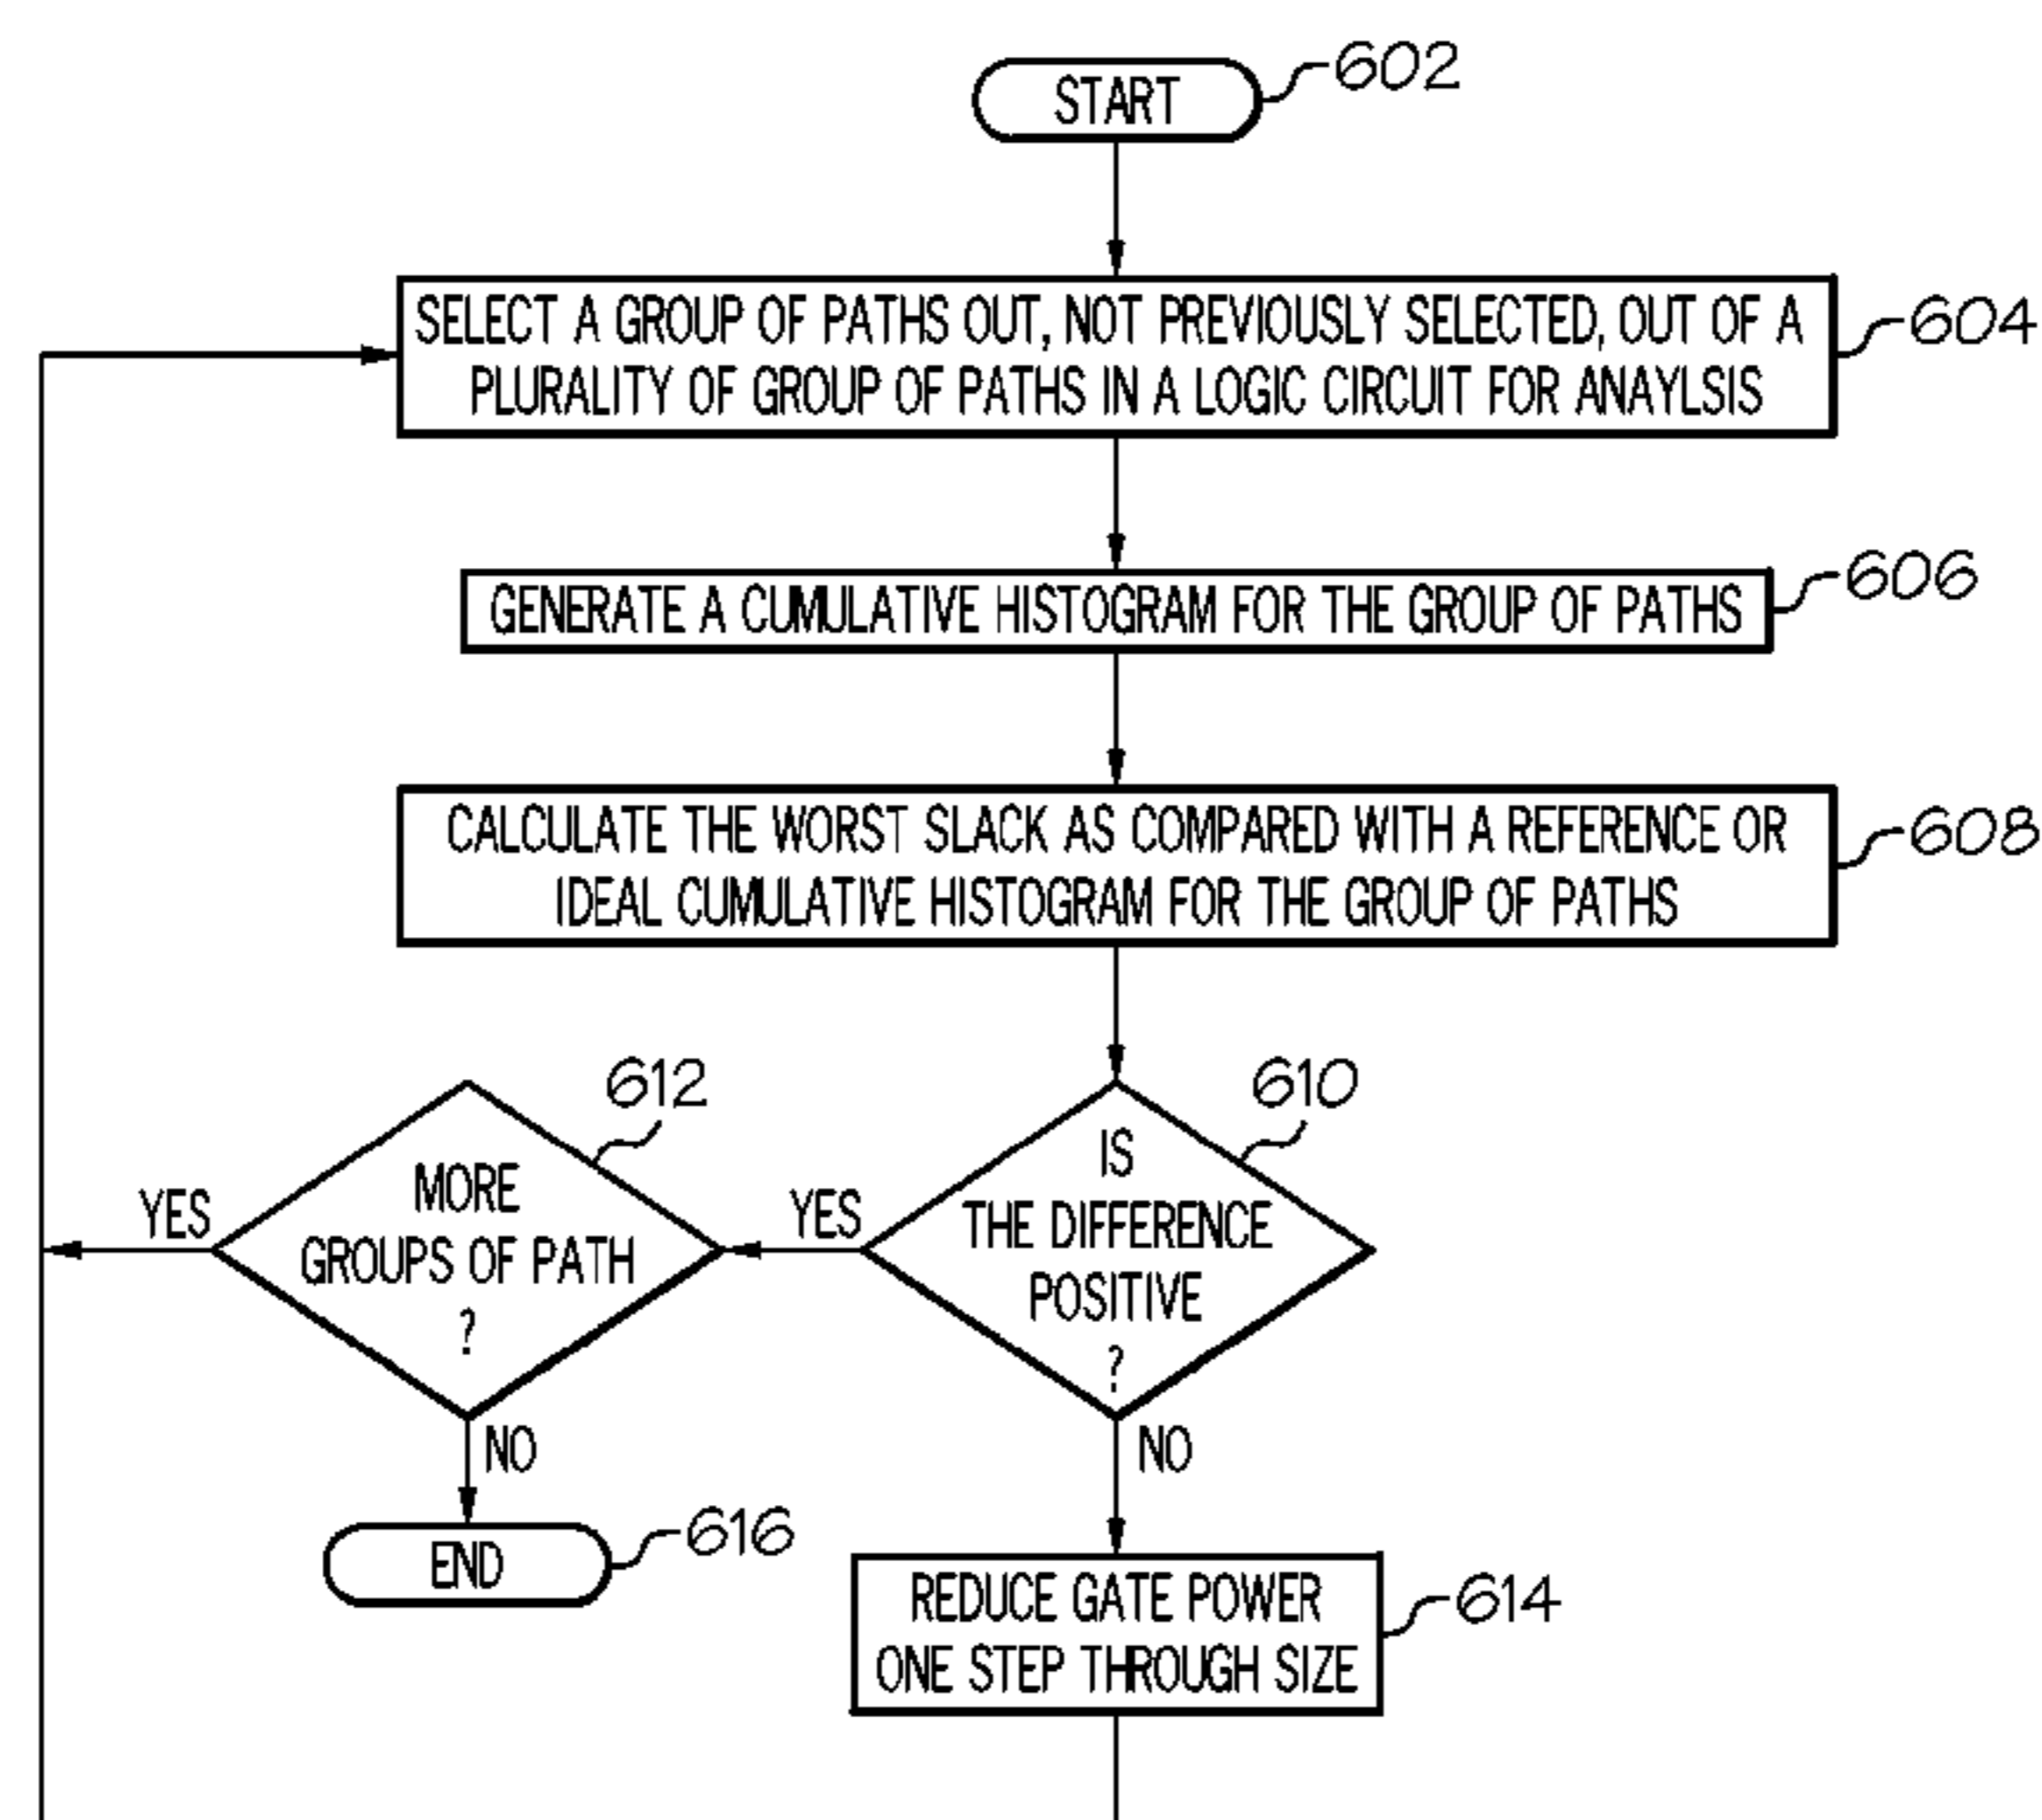 START
602
SELECT A GROUP OF PATHS OUT, NOT PREVIOUSLY SELECTED, OUT OF A
PLURALITY OF GROUP OF PATHS IN A LOGIC CIRCUIT FOR ANAYLSIS
604
GENERATE A CUMULATIVE HISTOGRAM FOR THE GROUP OF PATHS
606
CALCULATE THE WORST SLACK AS COMPARED WITH A REFERENCE OR
IDEAL CUMULATIVE HISTOGRAM FOR THE GROUP OF PATHS
608
610
IS
THE DIFFERENCE
POSITIVE
?
YES
NO
612
MORE
GROUPS OF PATH
?
YES
NO
END
616
REDUCE GATE POWER
ONE STEP THROUGH SIZE
614